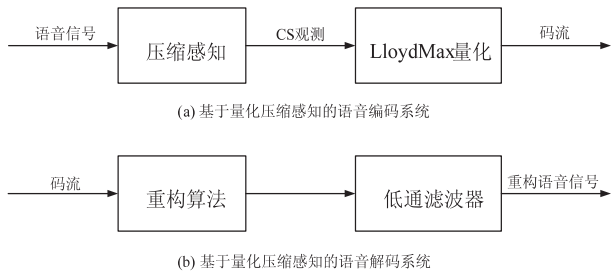 语音信号
压缩感知
CS观测
LloydMax量化
码流
(a) 基于量化压缩感知的语音编码系统
码流
重构算法
低通滤波器
重构语音信号
(b) 基于量化压缩感知的语音解码系统